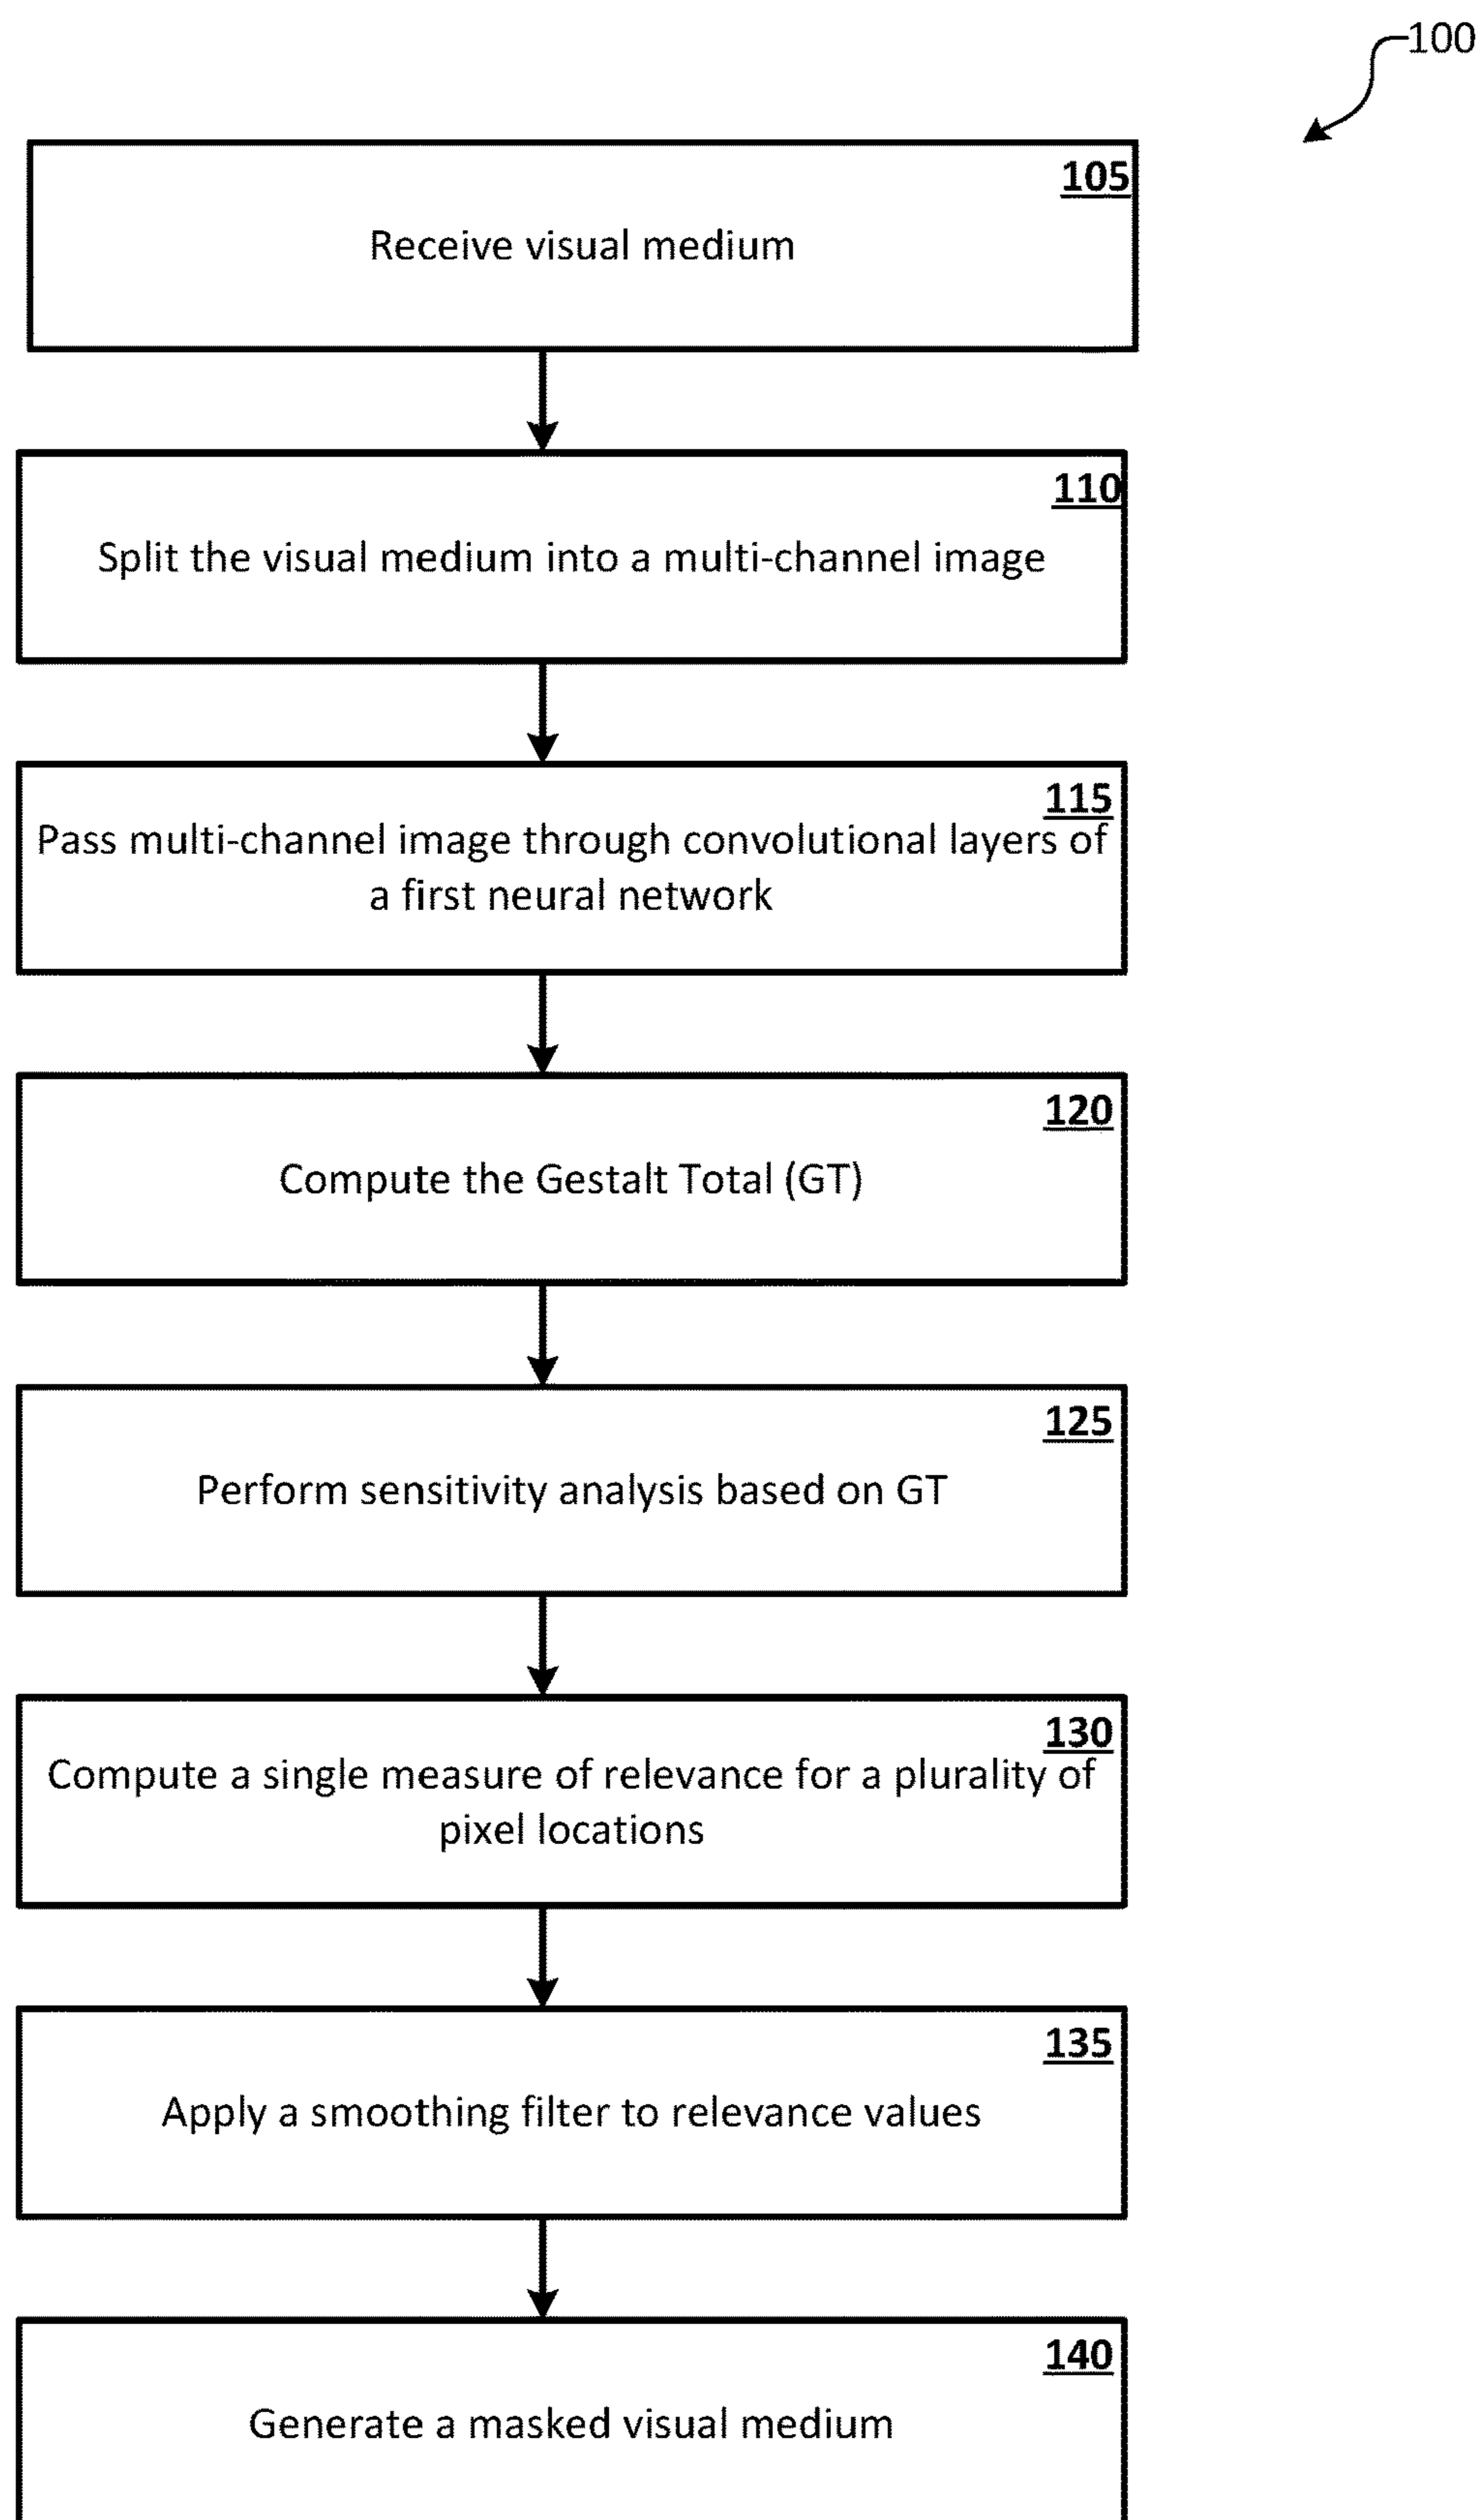 100
105
Receive visual medium
110
Split the visual medium into a multi-channel image
115
Pass multi-channel image through convolutional layers of
a first neural network
120
Compute the Gestalt Total (GT)
125
Perform sensitivity analysis based on GT
130
Compute a single measure of relevance for a plurality of
pixel locations
135
Apply a smoothing filter to relevance values
140
Generate a masked visual medium